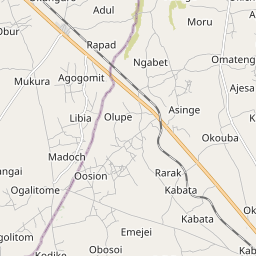 Adul
Moru
Obur
Rapad
Ngabet
Omateng
Mukura
Agogomit
Ajesa
Asinge
Libia
Olupe
Okouba
Madoch
Rarak
Oosion
Kabata
Ogalitome
Kabata
Emejei
Obosoi